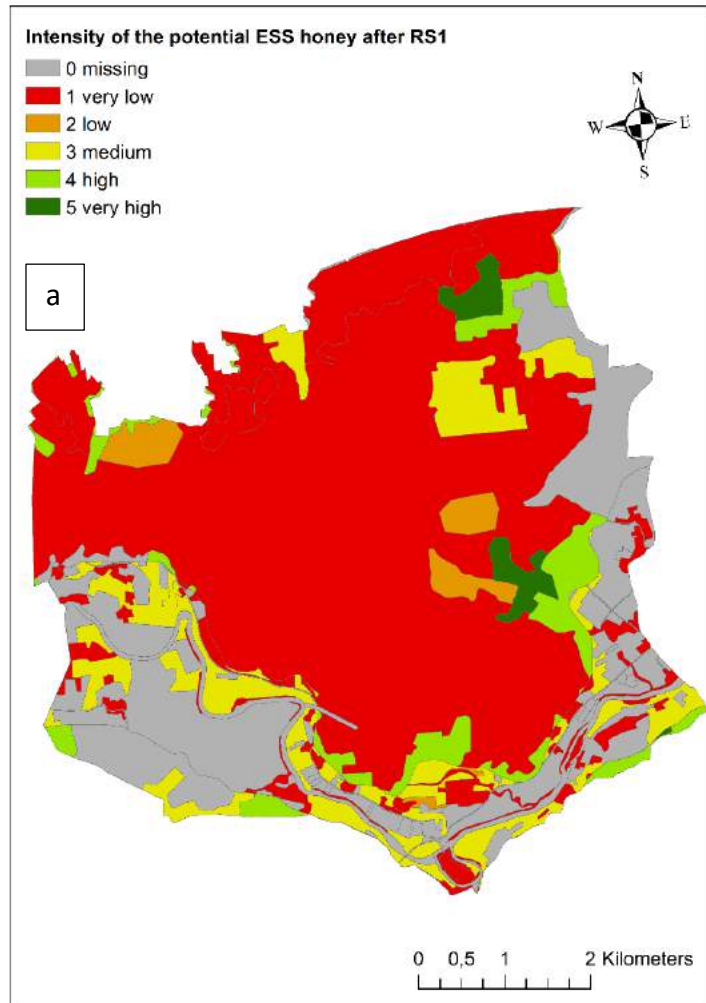 Intensity of the potential ESS honey after RS1
0 missing
1 very low
2 low
3 medium
4 high
5 very high
N
W E
S
a
0 0,5 1 2 Kilometers